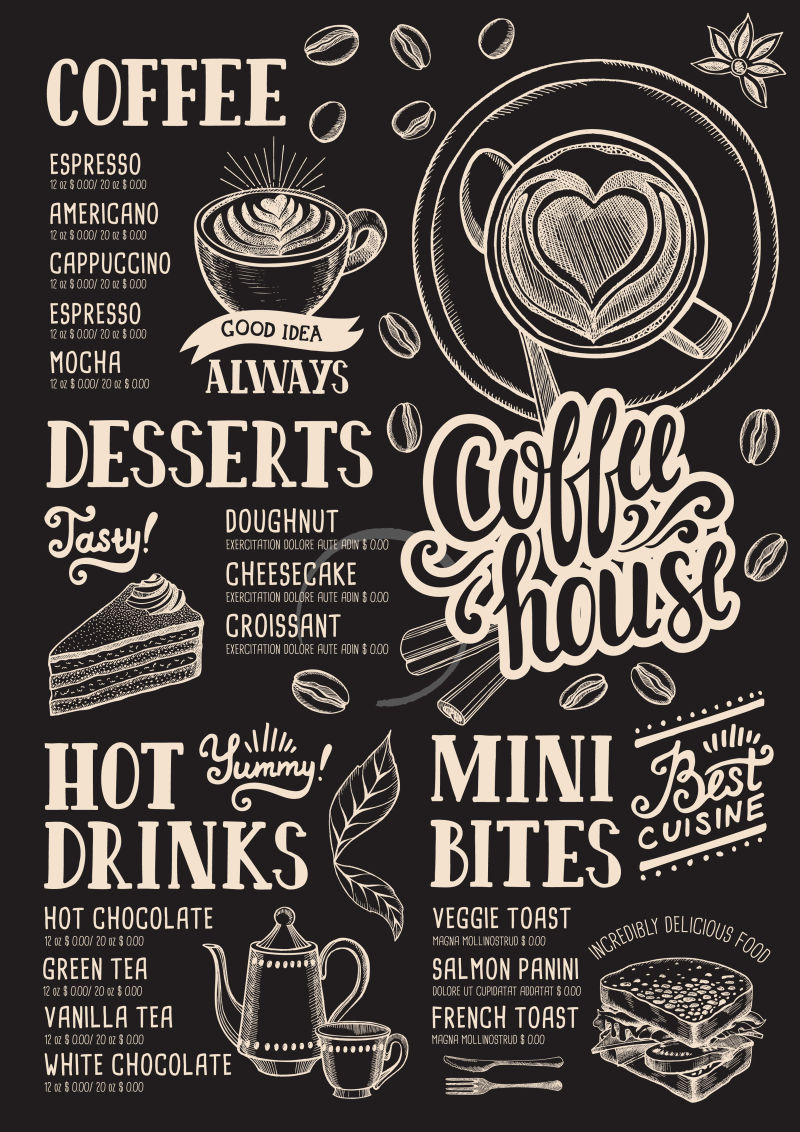 COFFEE
ESPRESSO
12 oz $ 0.00/ 20 oz $ 0.00
AMERICANO
12 oz $ 0.00/ 20 oz $ 0.00
CAPPUCCINO
12 oz $ 0.00/ 20 oz $ 0.00
ESPRESSO
12 oz $ 0.00/ 20 oz $ 0.00
MOCHA
12 oz $ 0.00/ 20 oz $ 0.00
GOOD IDEA
ALWAYS
Coffee
house
DESSERTS
Tasty!
DOUGHNUT
EXERCITATION DOLORE AUTE ADIN $ 0.00
CHEESECAKE
EXERCITATION DOLORE AUTE ADIN $ 0.00
CROISSANT
EXERCITATION DOLORE AUTE ADIN $ 0.00
HOT
DRINKS
Yummy!
HOT CHOCOLATE
12 oz $ 0.00/ 20 oz $ 0.00
GREEN TEA
12 oz $ 0.00/ 20 oz $ 0.00
VANILLA TEA
12 oz $ 0.00/ 20 oz $ 0.00
WHITE CHOCOLATE
12 oz $ 0.00/ 20 oz $ 0.00
MINI
BITES
Best
CUISINE
VEGGIE TOAST
MAGNA MOLLINOSTRUD $ 0.00
SALMON PANINI
DOLORE UT CUPIDATAT ADDATAT $ 0.00
FRENCH TOAST
MAGNA MOLLINOSTRUD $ 0.00
INCREDIBLY DELICIOUS FOOD